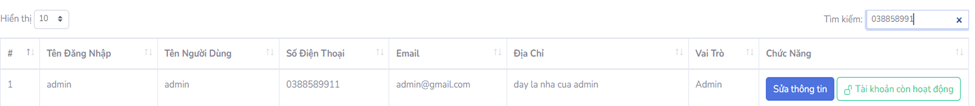 Hiển thị 10 Tìm kiếm: 038858991 x
# Tên Đăng Nhập Tên Người Dùng Số Điện Thoại Email Địa Chỉ Vai Trò Chức Năng
1 admin admin 0388589911 admin@gmail.com day la nha cua admin Admin Sửa thông tin Tài khoản còn hoạt động